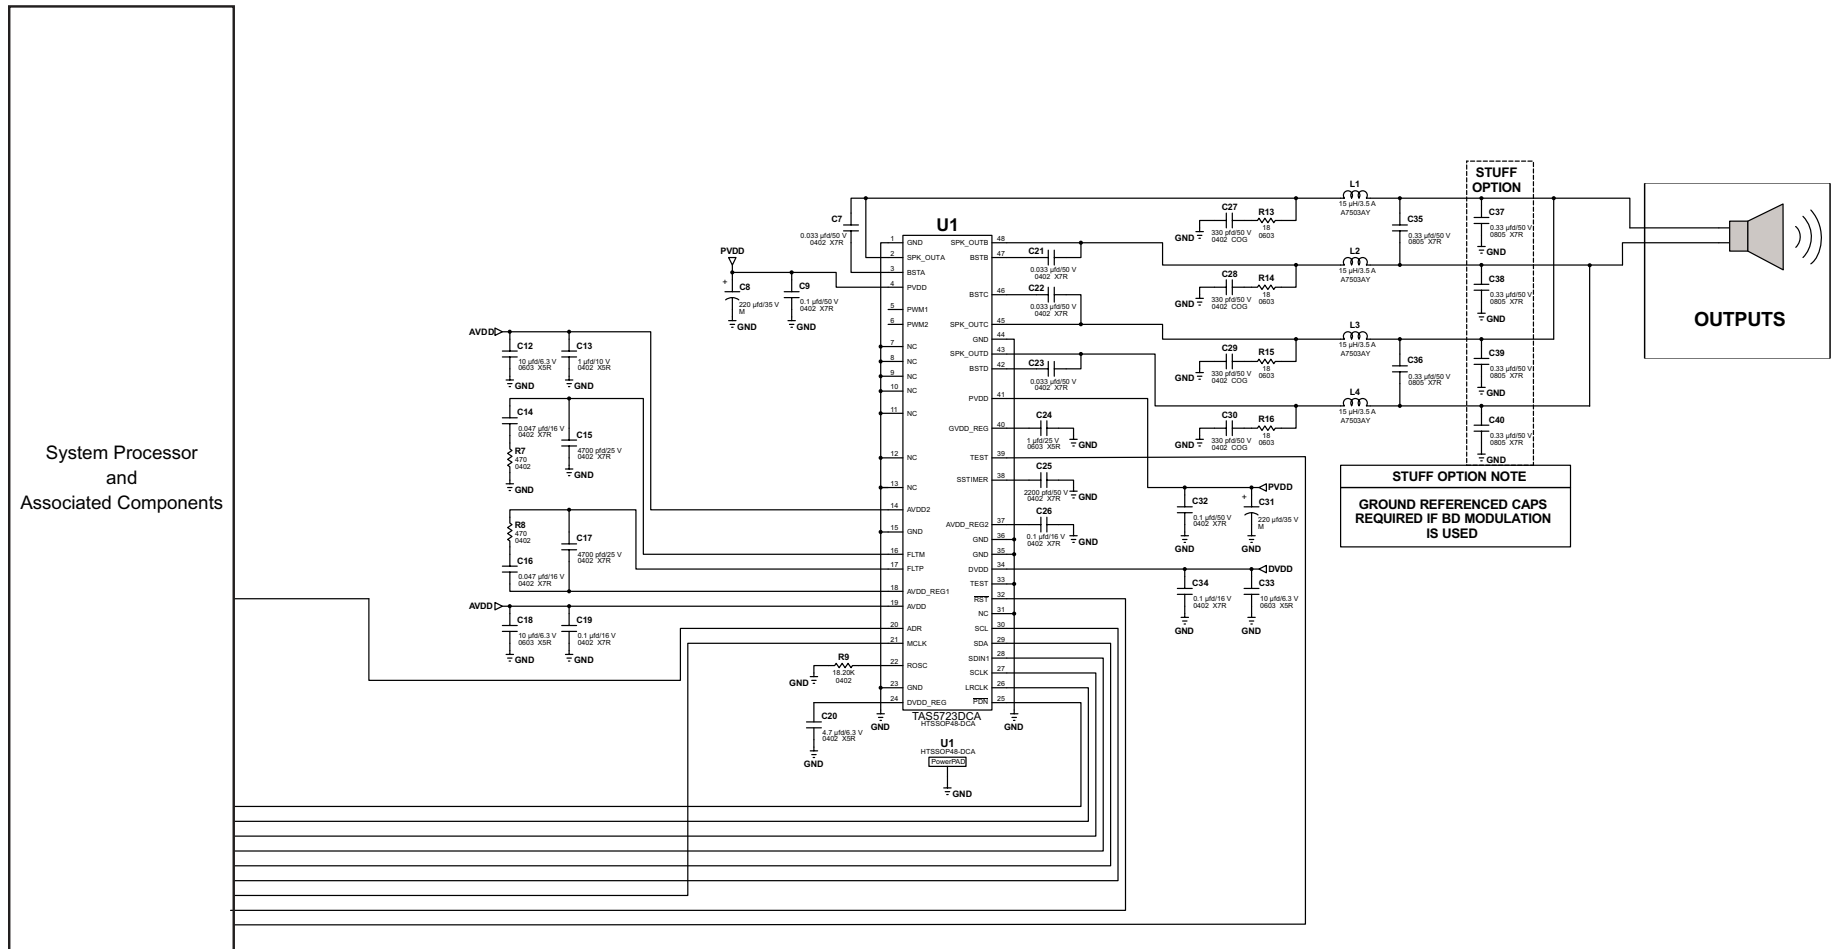 System Processor
and
Associated Components
AVDD
C12
10 µfd/6.3 V
0603 X5R
GND
C13
1 µfd/10 V
0402 X5R
GND
C14
0.047 µfd/16 V
0402 X7R
R7
470
0402
GND
C15
4700 pfd/25 V
0402 X7R
GND
R8
470
0402
C16
0.047 µfd/16 V
0402 X7R
C17
4700 pfd/25 V
0402 X7R
AVDD
C18
10 µfd/6.3 V
0603 X5R
GND
C19
0.1 µfd/16 V
0402 X7R
GND
PVDD
+
C8
220 µfd/35 V
M
GND
C9
0.1 µfd/50 V
0402 X7R
GND
C7
0.033 µfd/50 V
0402 X7R
R9
18.20K
0402
GND
C20
4.7 µfd/6.3 V
0402 X5R
GND
U1
1 GND
2 SPK_OUTA
3 BSTA
4 PVDD
5 PWM1
6 PWM2
7 NC
8 NC
9 NC
10 NC
11 NC
12 NC
13 NC
14 AVDD2
15 GND
16 FLTM
17 FLTP
18 AVDD_REG1
19 AVDD
20 ADR
21 MCLK
22 ROSC
23 GND
24 DVDD_REG
SPK_OUTB 48
BSTB 47
BSTC 46
SPK_OUTC 45
GND 44
SPK_OUTD 43
BSTD 42
PVDD 41
GVDD_REG 40
TEST 39
SSTIMER 38
AVDD_REG2 37
GND 36
GND 35
DVDD 34
TEST 33
RST 32
NC 31
SCL 30
SDA 29
SDIN1 28
SCLK 27
LRCLK 26
PDN 25
GND
TAS5723DCA
HTSSOP48-DCA
GND
U1
HTSSOP48-DCA
PowerPAD
GND
C21
0.033 µfd/50 V
0402 X7R
C22
0.033 µfd/50 V
0402 X7R
C23
0.033 µfd/50 V
0402 X7R
C24
1 µfd/25 V
0603 X5R
GND
C25
2200 pfd/50 V
0402 X7R
GND
C26
0.1 µfd/16 V
0402 X7R
GND
C27
330 pfd/50 V
0402 COG
R13
18
0603
GND
C28
330 pfd/50 V
0402 COG
R14
18
0603
GND
C29
330 pfd/50 V
0402 COG
R15
18
0603
GND
C30
330 pfd/50 V
0402 COG
R16
18
0603
GND
PVDD
C32
0.1 µfd/50 V
0402 X7R
GND
+
C31
220 µfd/35 V
M
GND
DVDD
C34
0.1 µfd/16 V
0402 X7R
GND
C33
10 µfd/6.3 V
0603 X5R
GND
L1
15 µH/3.5 A
A7503AY
L2
15 µH/3.5 A
A7503AY
L3
15 µH/3.5 A
A7503AY
L4
15 µH/3.5 A
A7503AY
C35
0.33 µfd/50 V
0805 X7R
C36
0.33 µfd/50 V
0805 X7R
STUFF
OPTION
C37
0.33 µfd/50 V
0805 X7R
GND
C38
0.33 µfd/50 V
0805 X7R
GND
C39
0.33 µfd/50 V
0805 X7R
GND
C40
0.33 µfd/50 V
0805 X7R
GND
STUFF OPTION NOTE
GROUND REFERENCED CAPS
REQUIRED IF BD MODULATION
IS USED
OUTPUTS